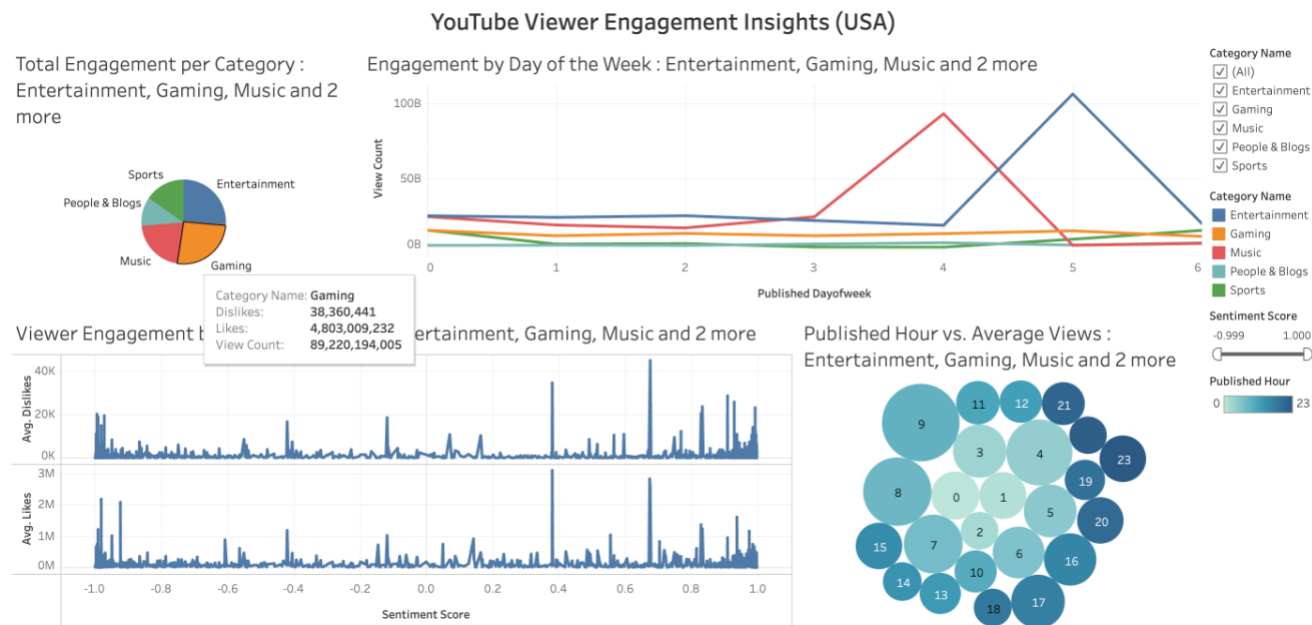 YouTube Viewer Engagement Insights (USA)
Total Engagement per Category :
Entertainment, Gaming, Music and 2
more
Sports
Entertainment
People & Blogs
Music
Gaming
Category Name: Gaming
Dislikes: 38,360,441
Likes: 4,803,009,232
View Count: 89,220,194,005
Engagement by Day of the Week : Entertainment, Gaming, Music and 2 more
View Count
100B
50B
0B
0 1 2 3 4 5 6
Published Dayofweek
Category Name
(All)
Entertainment
Gaming
Music
People & Blogs
Sports
Category Name
Entertainment
Gaming
Music
People & Blogs
Sports
Sentiment Score
-0.999 1.000
Published Hour
0 23
Viewer Engagement b
ertainment, Gaming, Music and 2 more
Avg. Dislikes
40K
20K
0K
Avg. Likes
3M
2M
1M
0M
-1.0 -0.8 -0.6 -0.4 -0.2 0.0 0.2 0.4 0.6 0.8 1.0
Sentiment Score
Published Hour vs. Average Views :
Entertainment, Gaming, Music and 2 more
9 11 12 21
3 4 23
8 0 1 19
5 20
2
15 7 6 16
10
14 13 18 17